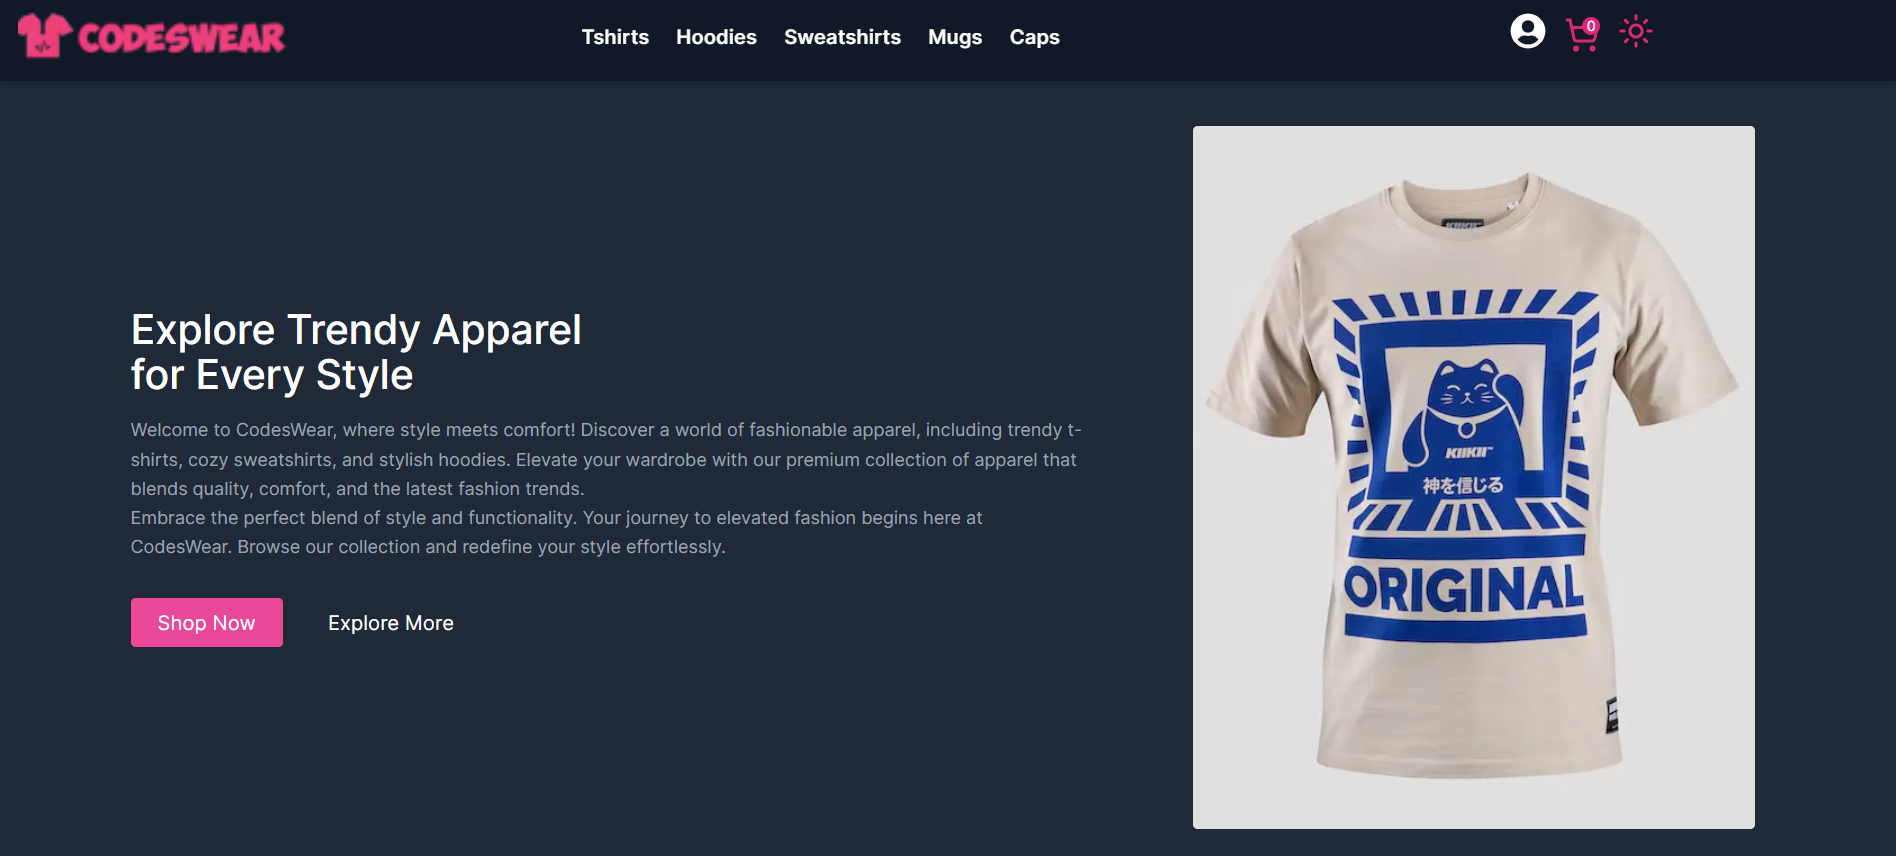 </>
CODESWEAR
Tshirts
Hoodies
Sweatshirts
Mugs
Caps
0
Explore Trendy Apparel
for Every Style
Welcome to CodesWear, where style meets comfort! Discover a world of fashionable apparel, including trendy t-
shirts, cozy sweatshirts, and stylish hoodies. Elevate your wardrobe with our premium collection of apparel that
blends quality, comfort, and the latest fashion trends.
Embrace the perfect blend of style and functionality. Your journey to elevated fashion begins here at
CodesWear. Browse our collection and redefine your style effortlessly.
Shop Now
Explore More
KIIKII™
KIIKII™
神を信じる
ORIGINAL